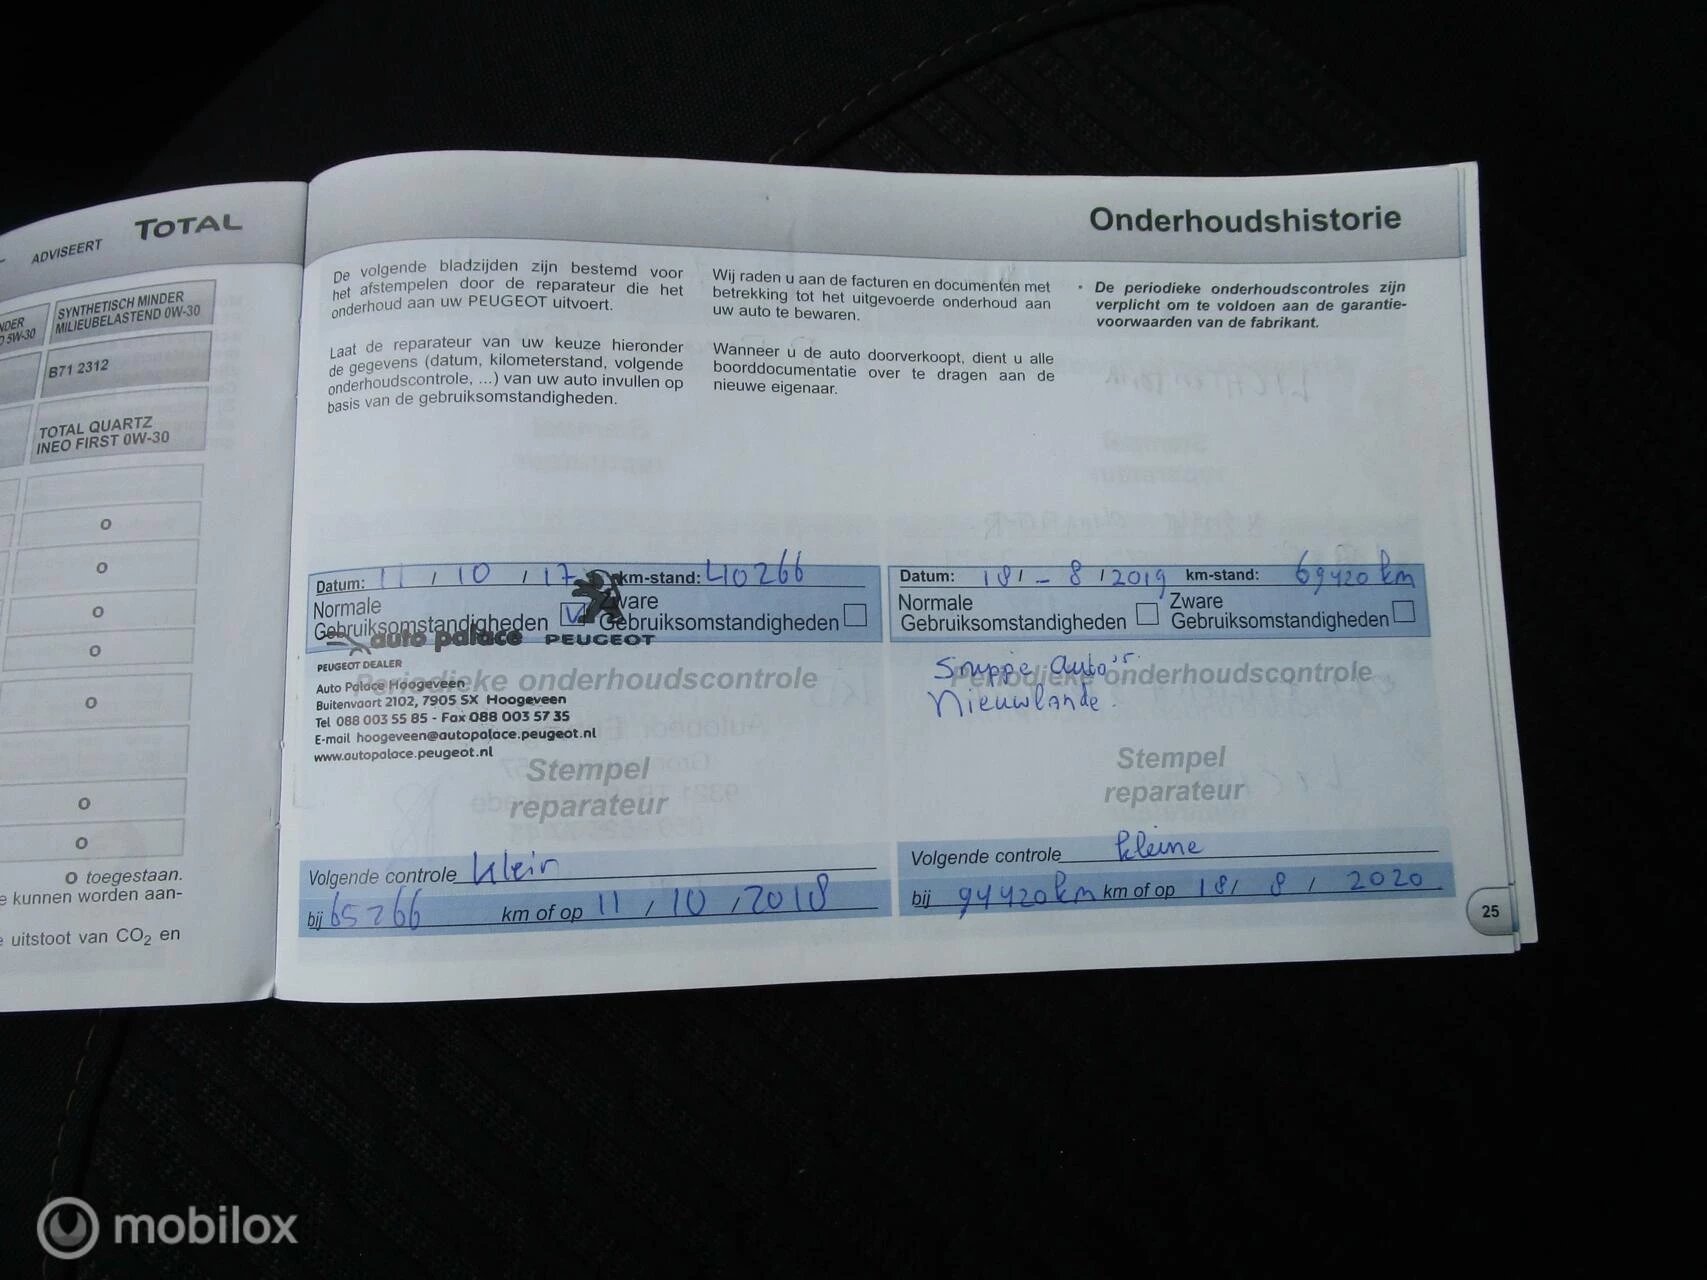 ADVISEERT TOTAL
5W-30
SYNTHETISCH MINDER
MILIEUBELASTEND 0W-30
B71 2312
TOTAL QUARTZ
INEO FIRST 0W-30
o
o
o
o
o
o
o
o toegestaan.
kunnen worden aan-
uitstoot van CO2 en
Onderhoudshistorie
De volgende bladzijden zijn bestemd voor
het afstempelen door de reparateur die het
onderhoud aan uw PEUGEOT uitvoert.
Laat de reparateur van uw keuze hieronder
de gegevens (datum, kilometerstand, volgende
onderhoudscontrole, ...) van uw auto invullen op
basis van de gebruiksomstandigheden.
Wij raden u aan de facturen en documenten met
betrekking tot het uitgevoerde onderhoud aan
uw auto te bewaren.
Wanneer u de auto doorverkoopt, dient u alle
boorddocumentatie over te dragen aan de
nieuwe eigenaar.
• De periodieke onderhoudscontroles zijn
verplicht om te voldoen aan de garantie-
voorwaarden van de fabrikant.
Datum: 11 / 10 / 17 km-stand: 40266
Normale Zware
Gebruiksomstandigheden V Gebruiksomstandigheden
auto palace PEUGEOT
PEUGEOT DEALER
Periodieke onderhoudscontrole
Auto Palace Hoogeveen
Buitenvaart 2102, 7905 SX Hoogeveen
Tel 088 003 55 85 - Fax 088 003 57 35
E-mail hoogeveen@autopalace.peugeot.nl
www.autopalace.peugeot.nl
Stempel
reparateur
Volgende controle klein
bij 65266 km of op 11 / 10 / 2018
Datum: 18 / - 8 / 2019 km-stand: 69420 km
Normale Zware
Gebruiksomstandigheden Gebruiksomstandigheden
auto's
Periodieke onderhoudscontrole
Nieuwlande.
Stempel
reparateur
Volgende controle kleine
bij 94420 km km of op 18 / 8 / 2020
25
mobilox